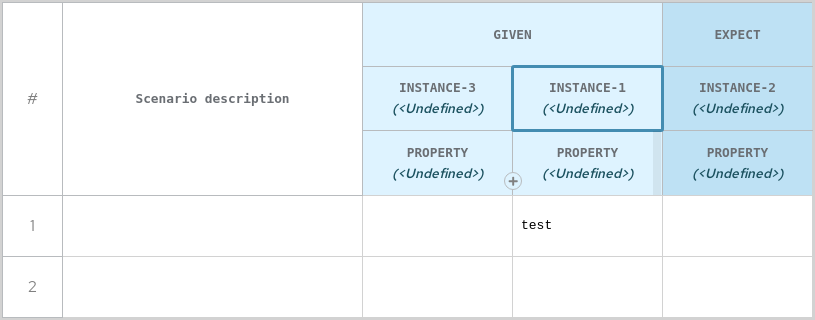 GIVEN EXPECT
# Scenario description
INSTANCE-3 INSTANCE-1 INSTANCE-2
(<Undefined>) (<Undefined>) (<Undefined>)
PROPERTY PROPERTY PROPERTY
(<Undefined>) (<Undefined>) (<Undefined>)
1 test
2